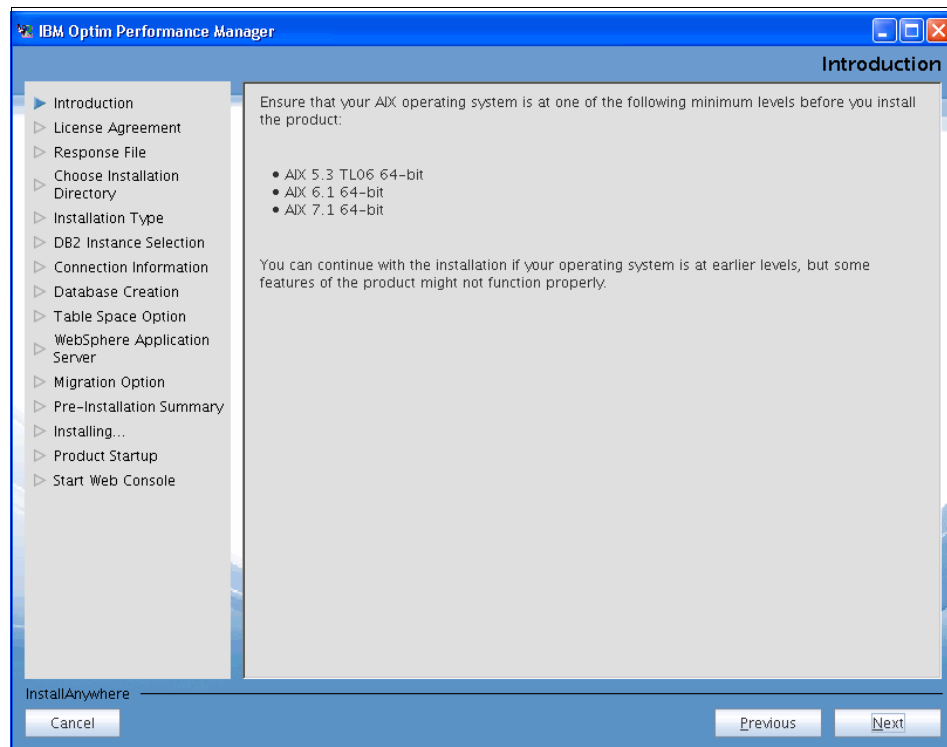 IBM Optim Performance Manager
Introduction
Introduction
License Agreement
Response File
Choose Installation
Directory
Installation Type
DB2 Instance Selection
Connection Information
Database Creation
Table Space Option
WebSphere Application
Server
Migration Option
Pre-Installation Summary
Installing...
Product Startup
Start Web Console
Ensure that your AIX operating system is at one of the following minimum levels before you install
the product:
• AIX 5.3 TL06 64-bit
• AIX 6.1 64-bit
• AIX 7.1 64-bit
You can continue with the installation if your operating system is at earlier levels, but some
features of the product might not function properly.
InstallAnywhere
Cancel
Previous
Next